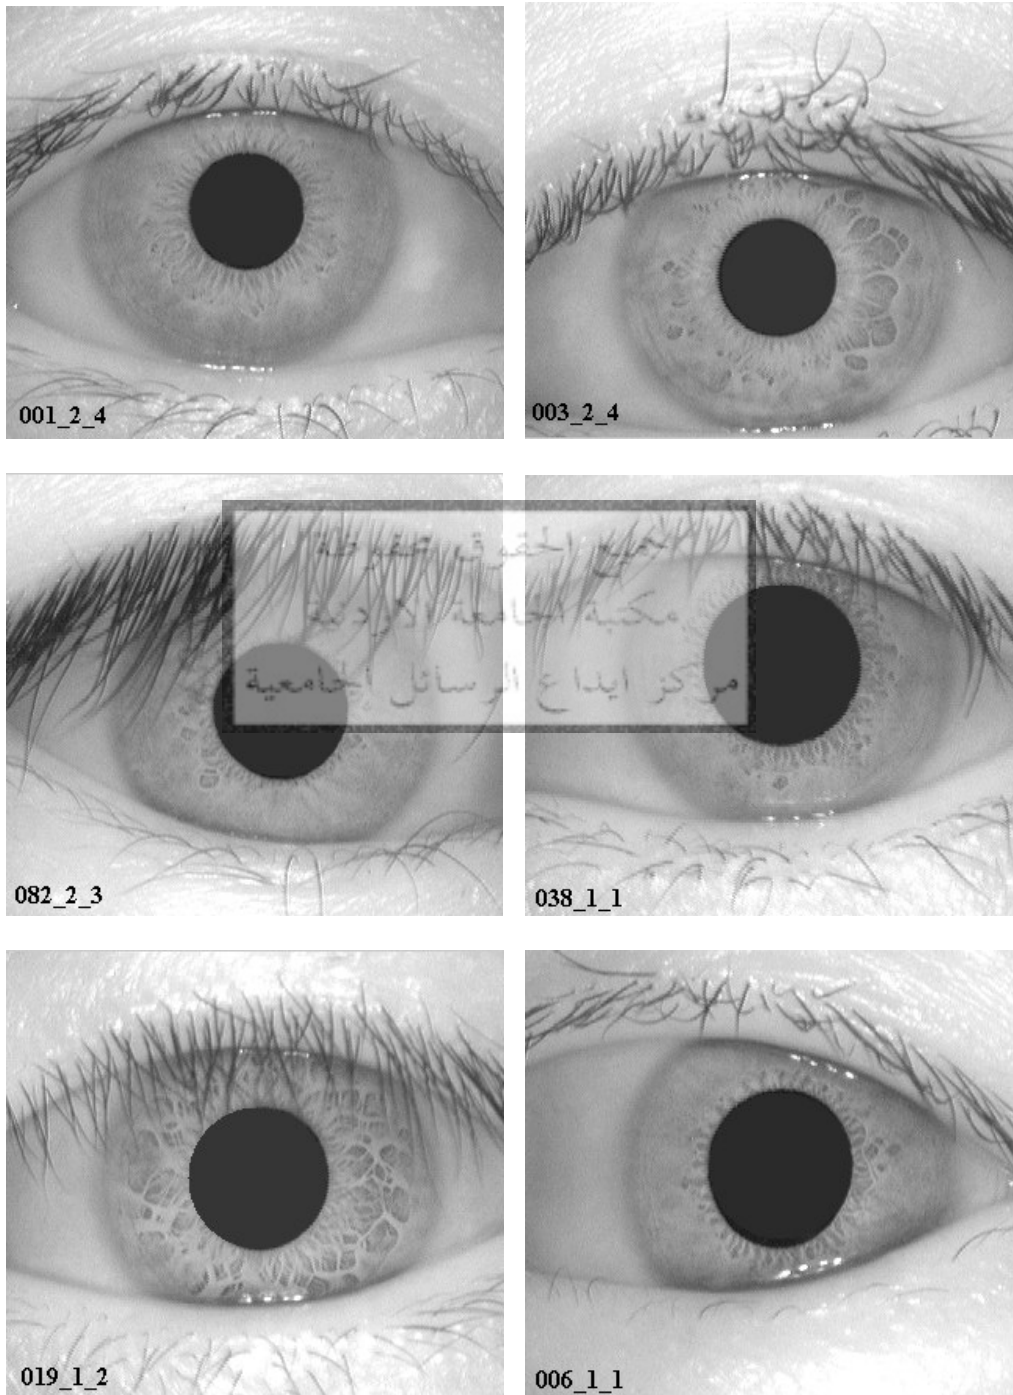 001_2_4
003_2_4
جميع الحقوق محفوظة
مكتبة الجامعة الاردنية
مركز ايداع الرسائل الجامعية
082_2_3
038_1_1
019_1_2
006_1_1